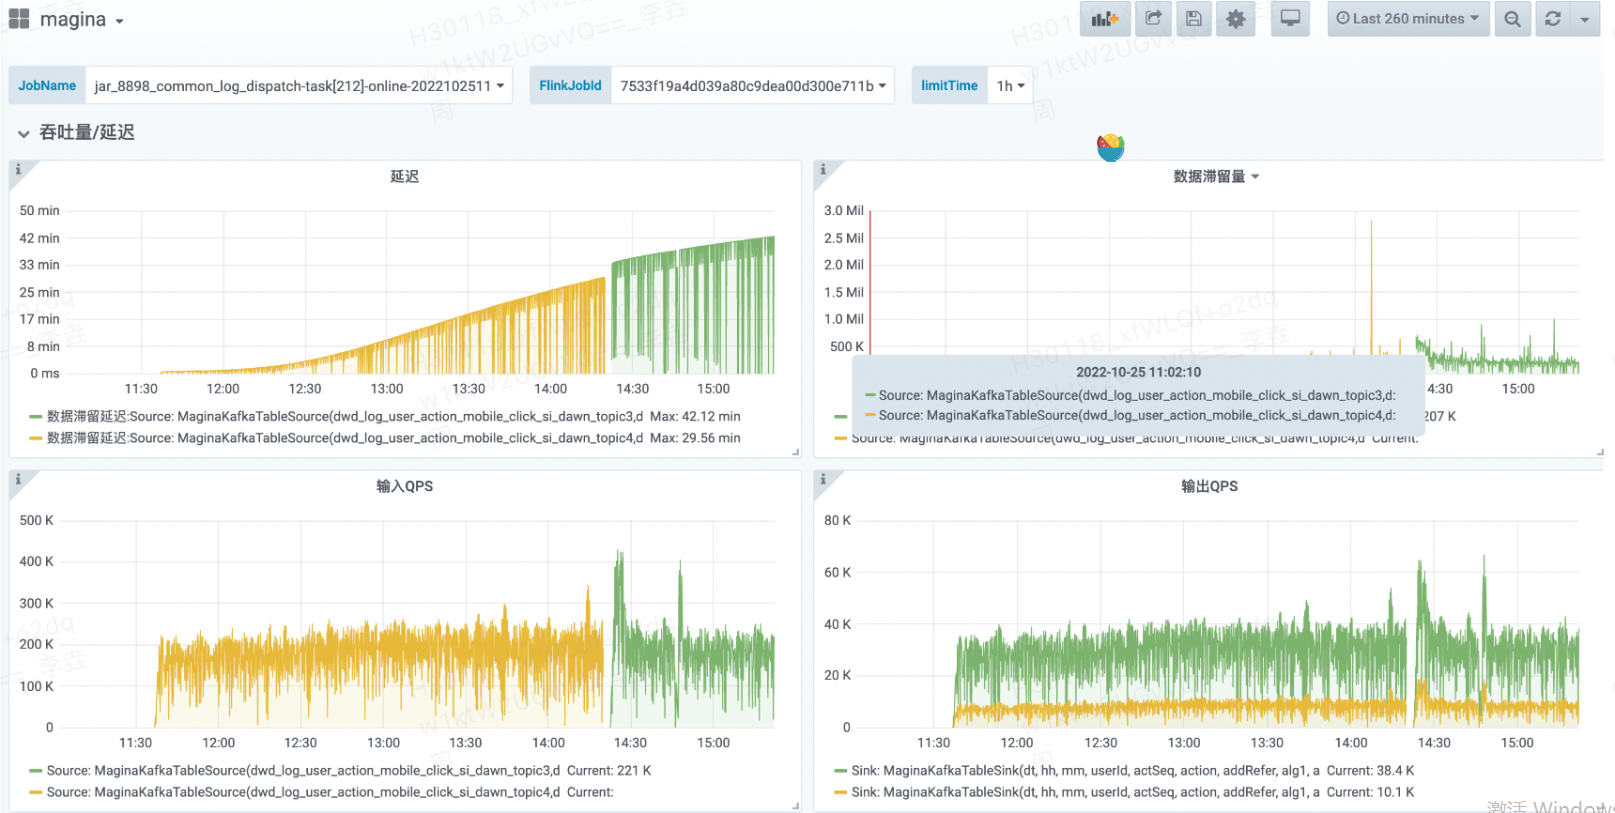 magina
Last 260 minutes
JobName jar_8898_common_log_dispatch-task[212]-online-2022102511 FlinkJobId 7533f19a4d039a80c9dea00d300e711b limitTime 1h
吞吐量/延迟
延迟
50 min
42 min
33 min
25 min
17 min
8 min
0 ms
11:30 12:00 12:30 13:00 13:30 14:00 14:30 15:00
数据滞留延迟:Source: MaginaKafkaTableSource(dwd_log_user_action_mobile_click_si_dawn_topic3,d Max: 42.12 min
数据滞留延迟:Source: MaginaKafkaTableSource(dwd_log_user_action_mobile_click_si_dawn_topic4,d Max: 29.56 min
数据滞留量
3.0 Mil
2.5 Mil
2.0 Mil
1.5 Mil
1.0 Mil
500 K
4:30 15:00
2022-10-25 11:02:10
Source: MaginaKafkaTableSource(dwd_log_user_action_mobile_click_si_dawn_topic3,d:
Source: MaginaKafkaTableSource(dwd_log_user_action_mobile_click_si_dawn_topic4,d:
207 K
Source: MaginaKafkaTableSource(dwd_log_user_action_mobile_click_si_dawn_topic4,d Current:
输入QPS
500 K
400 K
300 K
200 K
100 K
0
11:30 12:00 12:30 13:00 13:30 14:00 14:30 15:00
Source: MaginaKafkaTableSource(dwd_log_user_action_mobile_click_si_dawn_topic3,d Current: 221 K
Source: MaginaKafkaTableSource(dwd_log_user_action_mobile_click_si_dawn_topic4,d Current:
输出QPS
80 K
60 K
40 K
20 K
0
11:30 12:00 12:30 13:00 13:30 14:00 14:30 15:00
Sink: MaginaKafkaTableSink(dt, hh, mm, userId, actSeq, action, addRefer, alg1, a Current: 38.4 K
Sink: MaginaKafkaTableSink(dt, hh, mm, userId, actSeq, action, addRefer, alg1, a Current: 10.1 K
激活 Windows